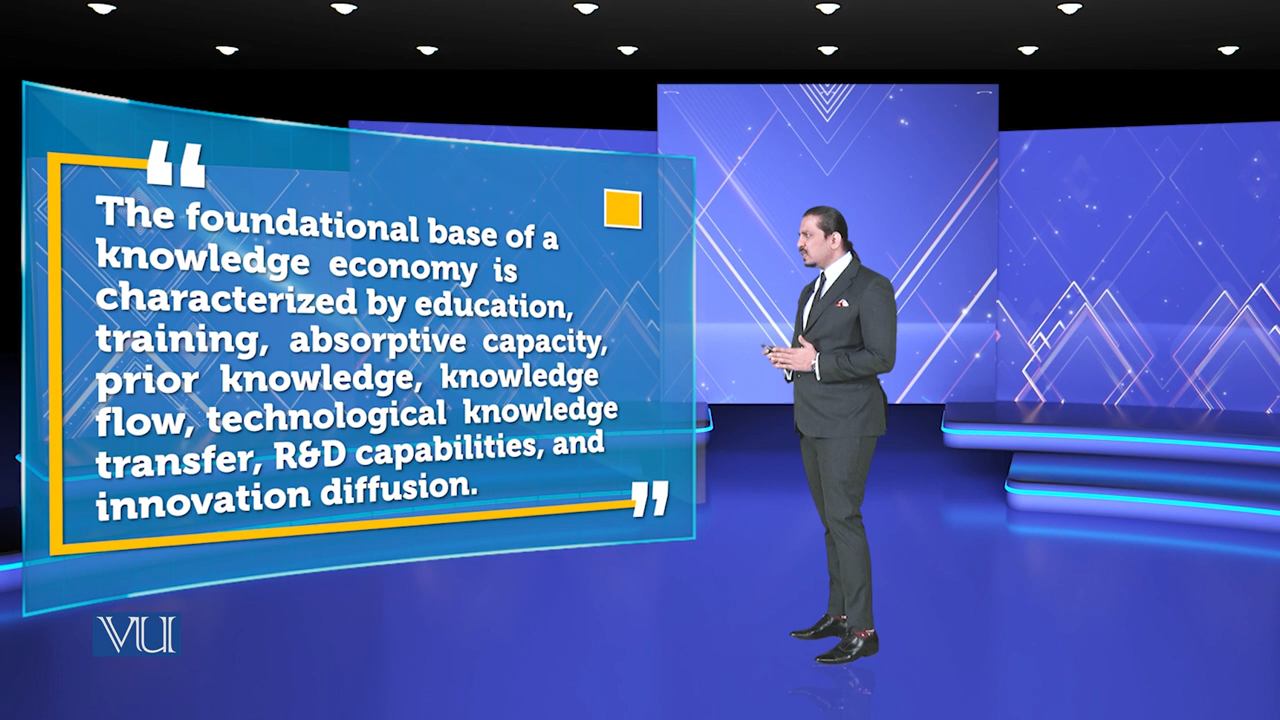 “
The foundational base of a
knowledge economy is
characterized by education,
training, absorptive capacity,
prior knowledge, knowledge
flow, technological knowledge
transfer, R&D capabilities, and
innovation diffusion.
”
VU